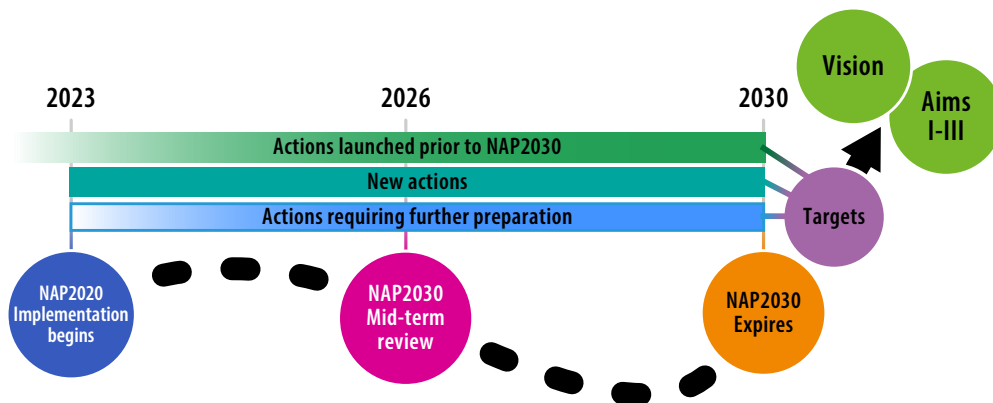 Vision
Aims
I-III
2023
2026
2030
Actions launched prior to NAP2030
New actions
Actions requiring further preparation
Targets
NAP2020
Implementation
begins
NAP2030
Mid-term
review
NAP2030
Expires